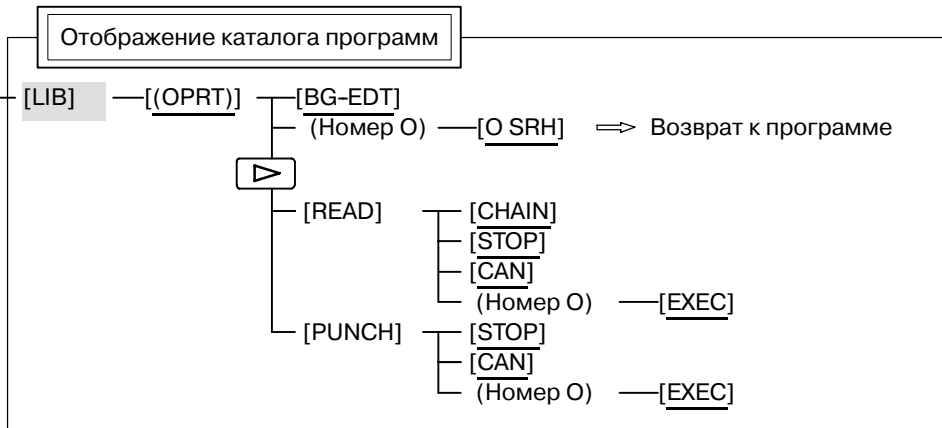 Отображение каталога программ
[LIB] [(OPRT)] [BG-EDT]
(Номер O) [O SRH] Возврат к программе
[READ] [CHAIN]
[STOP]
[CAN]
(Номер O) [EXEC]
[PUNCH] [STOP]
[CAN]
(Номер O) [EXEC]